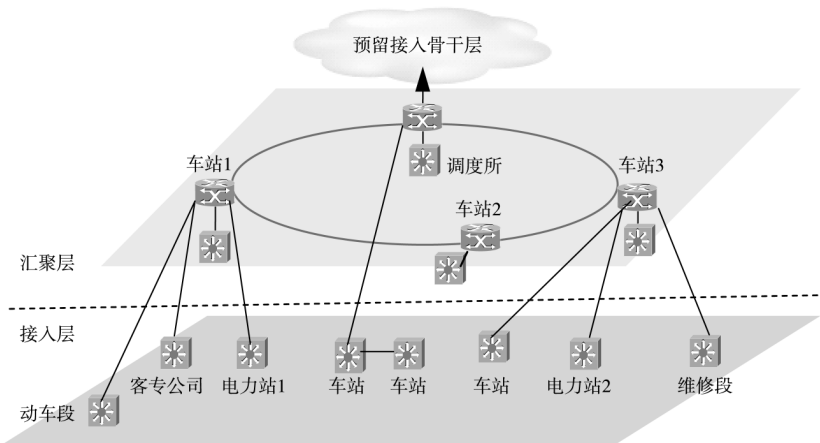 预留接入骨干层
调度所
车站1
车站3
车站2
汇聚层
接入层
客专公司
电力站1
车站
车站
车站
电力站2
维修段
动车段